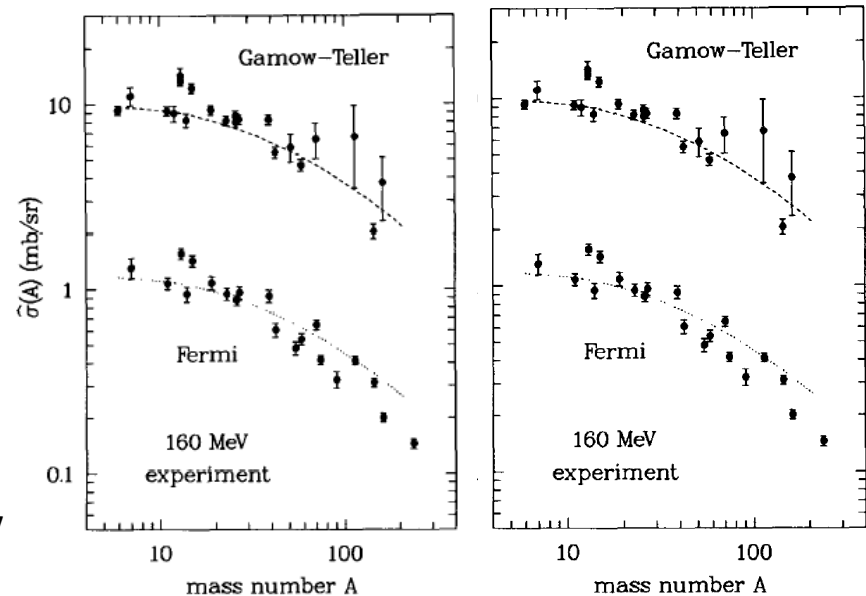 Gamow-Teller
10
σ̂(A) (mb/sr)
1
Fermi
160 MeV
experiment
0.1
10
100
mass number A
Gamow-Teller
Fermi
160 MeV
experiment
10
100
mass number A